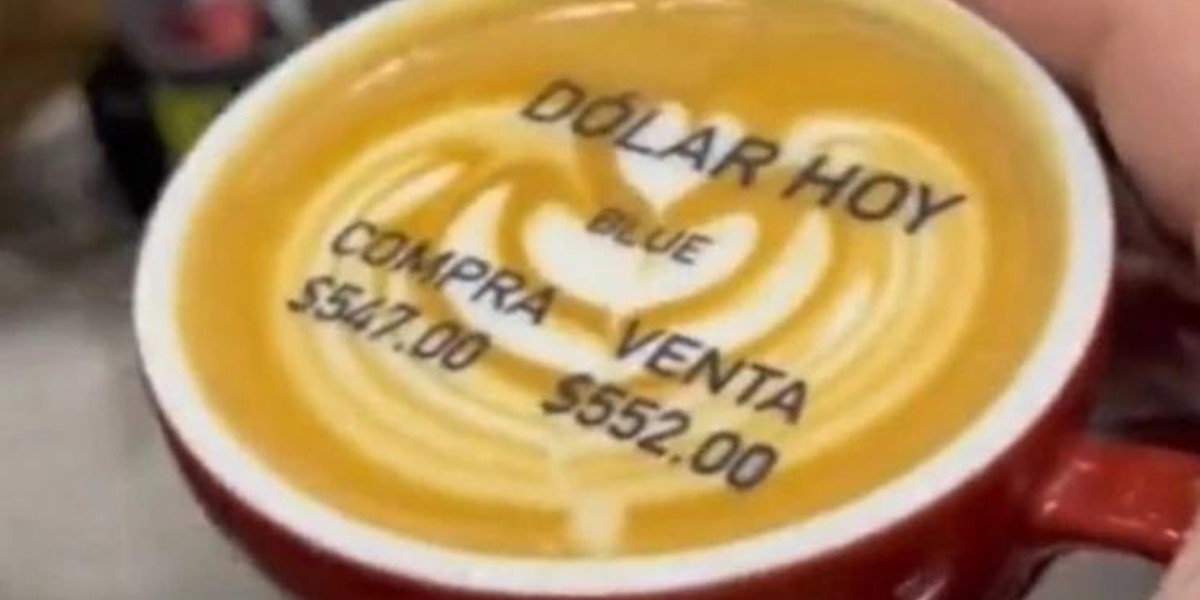 DÓLAR HOY
BLUE
COMPRA VENTA
$547.00 $552.00